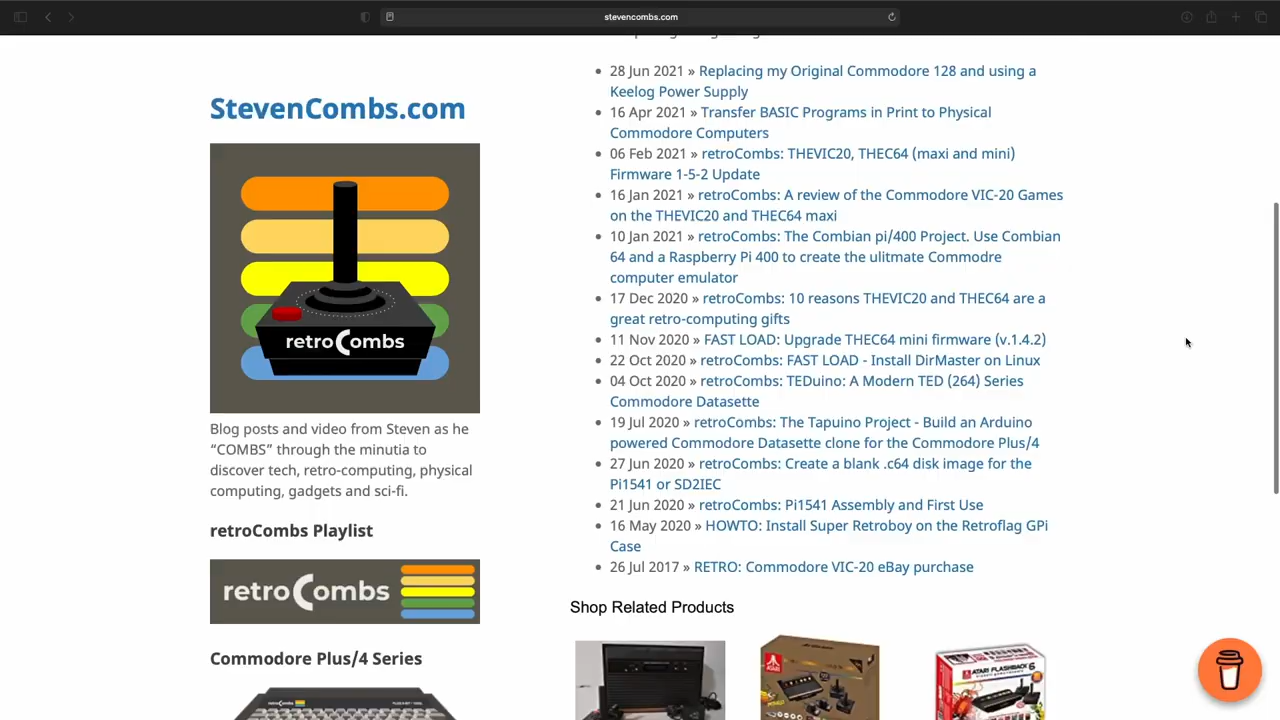 stevencombs.com
StevenCombs.com
retroCombs
Blog posts and video from Steven as he
“COMBS” through the minutia to
discover tech, retro-computing, physical
computing, gadgets and sci-fi.
retroCombs Playlist
retroCombs
Commodore Plus/4 Series
retroCombs
28 Jun 2021 » Replacing my Original Commodore 128 and using a
Keelog Power Supply
16 Apr 2021 » Transfer BASIC Programs in Print to Physical
Commodore Computers
06 Feb 2021 » retroCombs: THEVIC20, THEC64 (maxi and mini)
Firmware 1-5-2 Update
16 Jan 2021 » retroCombs: A review of the Commodore VIC-20 Games
on the THEVIC20 and THEC64 maxi
10 Jan 2021 » retroCombs: The Combian pi/400 Project. Use Combian
64 and a Raspberry Pi 400 to create the ulitmate Commodre
computer emulator
17 Dec 2020 » retroCombs: 10 reasons THEVIC20 and THEC64 are a
great retro-computing gifts
11 Nov 2020 » FAST LOAD: Upgrade THEC64 mini firmware (v.1.4.2)
22 Oct 2020 » retroCombs: FAST LOAD - Install DirMaster on Linux
04 Oct 2020 » retroCombs: TEDuino: A Modern TED (264) Series
Commodore Datasette
19 Jul 2020 » retroCombs: The Tapuino Project - Build an Arduino
powered Commodore Datasette clone for the Commodore Plus/4
27 Jun 2020 » retroCombs: Create a blank .c64 disk image for the
Pi1541 or SD2IEC
21 Jun 2020 » retroCombs: Pi1541 Assembly and First Use
16 May 2020 » HOWTO: Install Super Retroboy on the Retroflag GPi
Case
26 Jul 2017 » RETRO: Commodore VIC-20 eBay purchase
Shop Related Products
ATARI
ATARI FLASHBACK 6